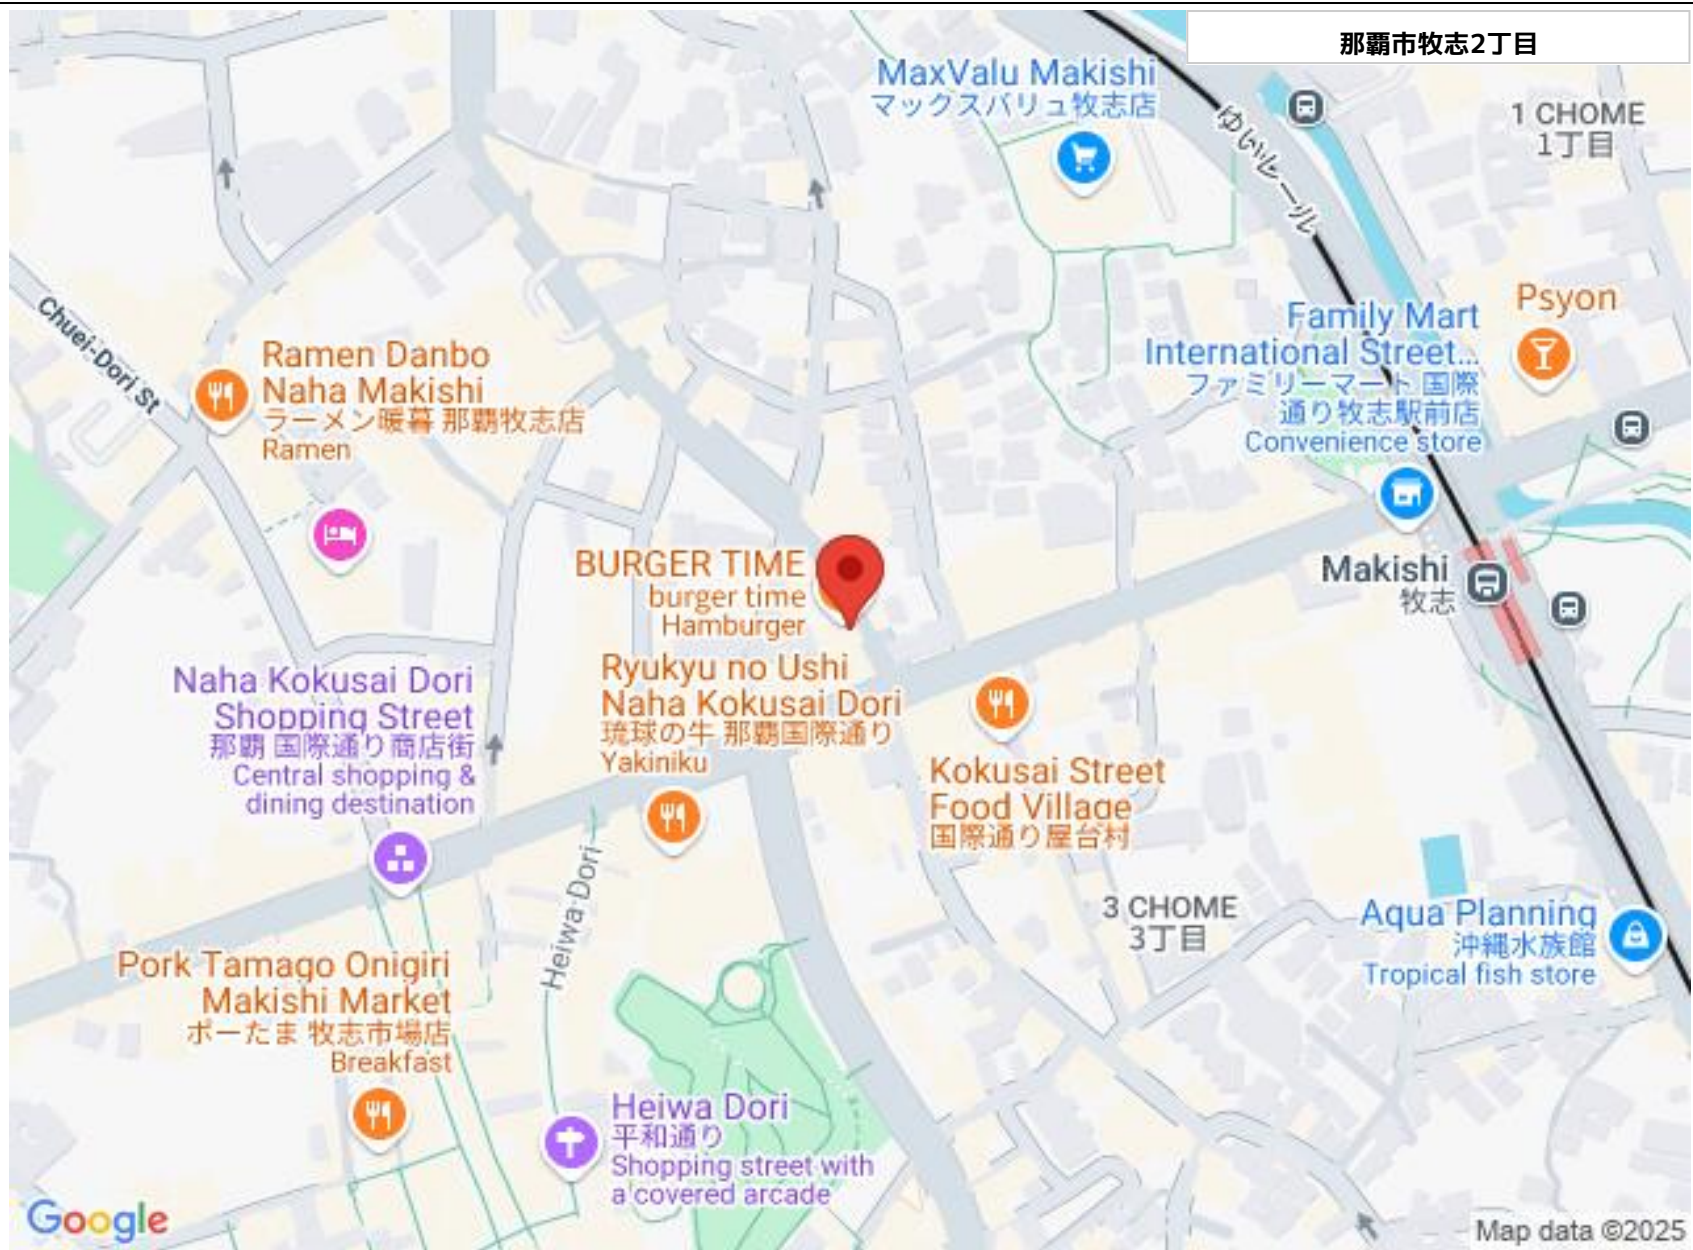 那覇市牧志2丁目
MaxValu Makishi
マックスバリュ牧志店
1 CHOME
1丁目
ゆいレール
Chuei-Dori St
Ramen Danbo
Naha Makishi
ラーメン暖暮 那覇牧志店
Ramen
Psyon
Family Mart
International Street...
ファミリーマート 国際
通り牧志駅前店
Convenience store
BURGER TIME
burger time
Hamburger
Makishi
牧志
Ryukyu no Ushi
Naha Kokusai Dori
琉球の牛 那覇国際通り
Yakiniku
Naha Kokusai Dori
Shopping Street
那覇 国際通り商店街
Central shopping &
dining destination
Kokusai Street
Food Village
国際通り屋台村
Heiwa Dori
3 CHOME
3丁目
Aqua Planning
沖縄水族館
Tropical fish store
Pork Tamago Onigiri
Makishi Market
ポーたま 牧志市場店
Breakfast
Heiwa Dori
平和通り
Shopping street with
a covered arcade
Google
Map data ©2025